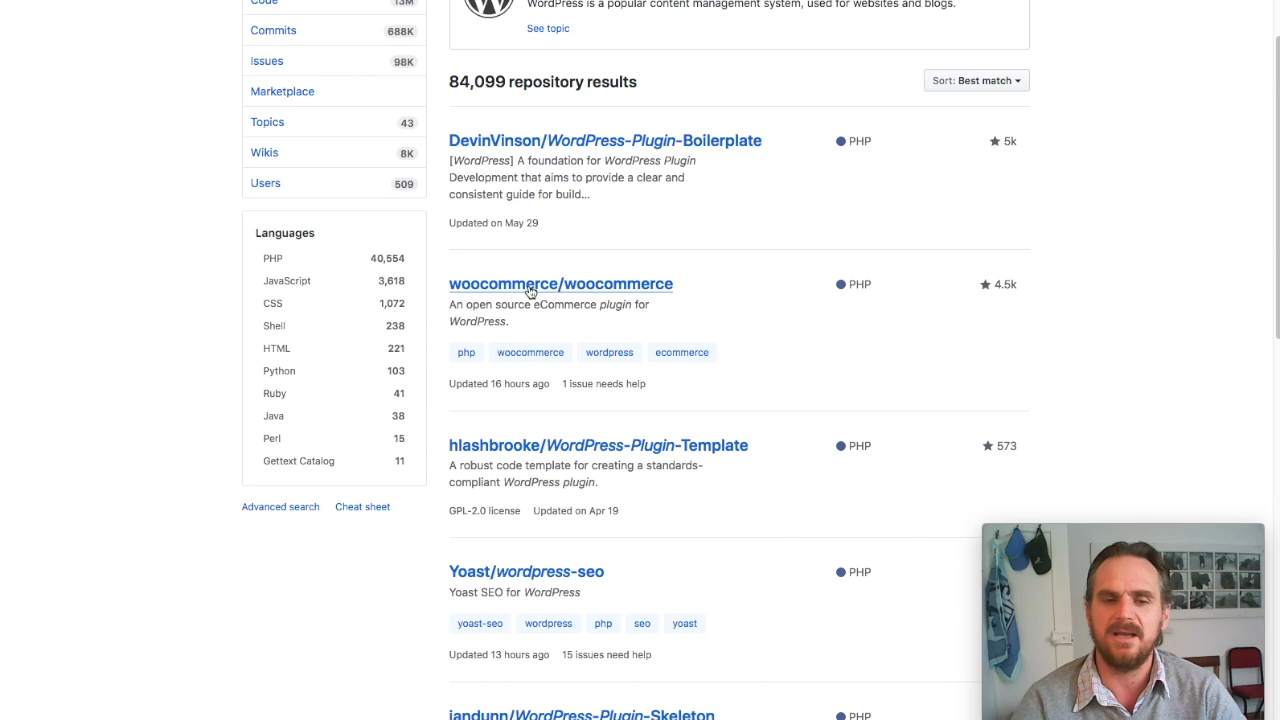 Code 13M
Commits 688K
Issues 98K
Marketplace
Topics 43
Wikis 8K
Users 509
Languages
PHP 40,554
JavaScript 3,618
CSS 1,072
Shell 238
HTML 221
Python 103
Ruby 41
Java 38
Perl 15
Gettext Catalog 11
Advanced search Cheat sheet
WordPress is a popular content management system, used for websites and blogs.
See topic
84,099 repository results
Sort: Best match
DevinVinson/WordPress-Plugin-Boilerplate
PHP
5k
[WordPress] A foundation for WordPress Plugin
Development that aims to provide a clear and
consistent guide for build...
Updated on May 29
woocommerce/woocommerce
PHP
4.5k
An open source eCommerce plugin for
WordPress.
php woocommerce wordpress ecommerce
Updated 16 hours ago 1 issue needs help
hlashbrooke/WordPress-Plugin-Template
PHP
573
A robust code template for creating a standards-
compliant WordPress plugin.
GPL-2.0 license Updated on Apr 19
Yoast/wordpress-seo
PHP
Yoast SEO for WordPress
yoast-seo wordpress php seo yoast
Updated 13 hours ago 15 issues need help
iandunn/WordPress-Plugin-Skeleton
PHP